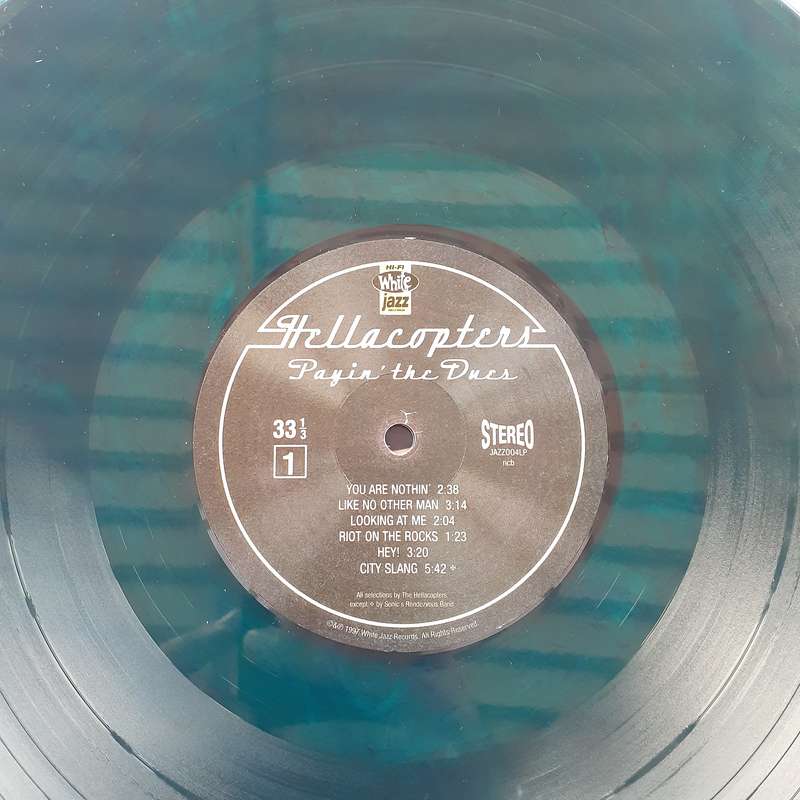 HI-FI
White
jazz
Hellacopters
Payin' the Dues
33 1/3
1
STEREO
JAZZ004LP
ncb
YOU ARE NOTHIN' 2:38
LIKE NO OTHER MAN 3:14
LOOKING AT ME 2:04
RIOT ON THE ROCKS 1:23
HEY! 3:20
CITY SLANG 5:42 ÷
All selections by The Hellacopters
except ÷ by Sonic's Rendezvous Band
©&℗ 1997 White Jazz Records. All Rights Reserved.